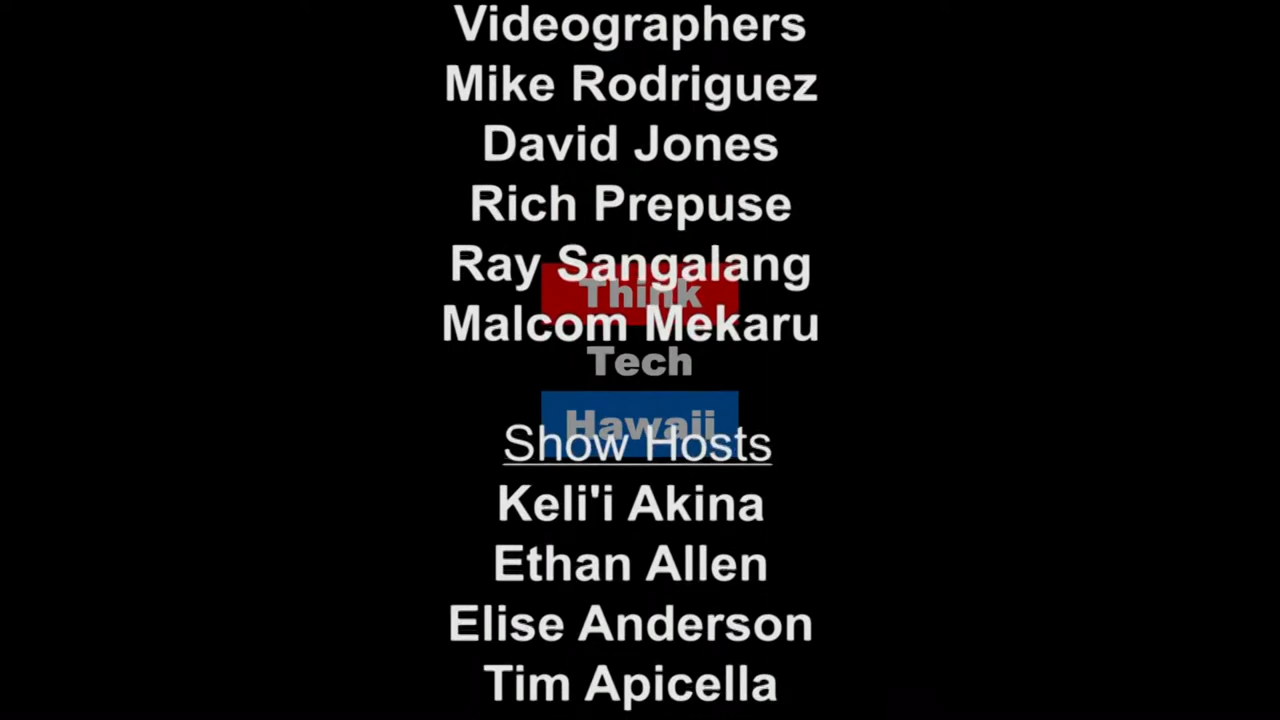 Videographers
Mike Rodriguez
David Jones
Rich Prepuse
Ray Sangalang
Think
Malcom Mekaru
Tech
Hawaii
Show Hosts
Keli'i Akina
Ethan Allen
Elise Anderson
Tim Apicella